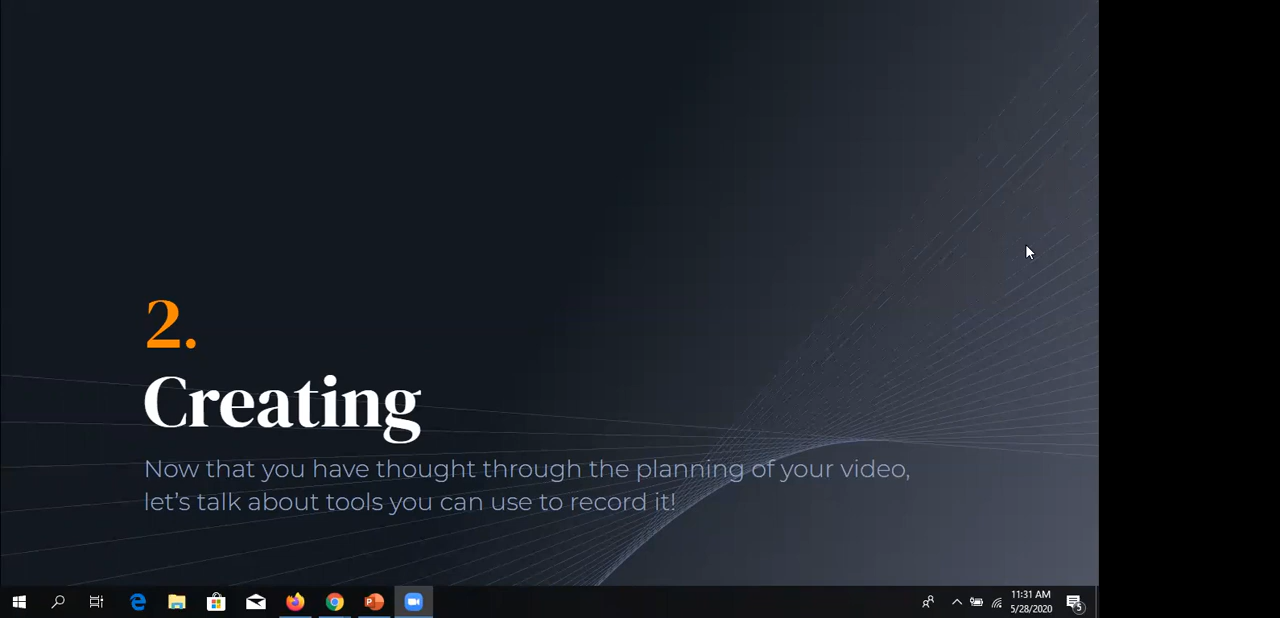 2.
Creating
Now that you have thought through the planning of your video,
let's talk about tools you can use to record it!
11:31 AM
5/28/2020
5